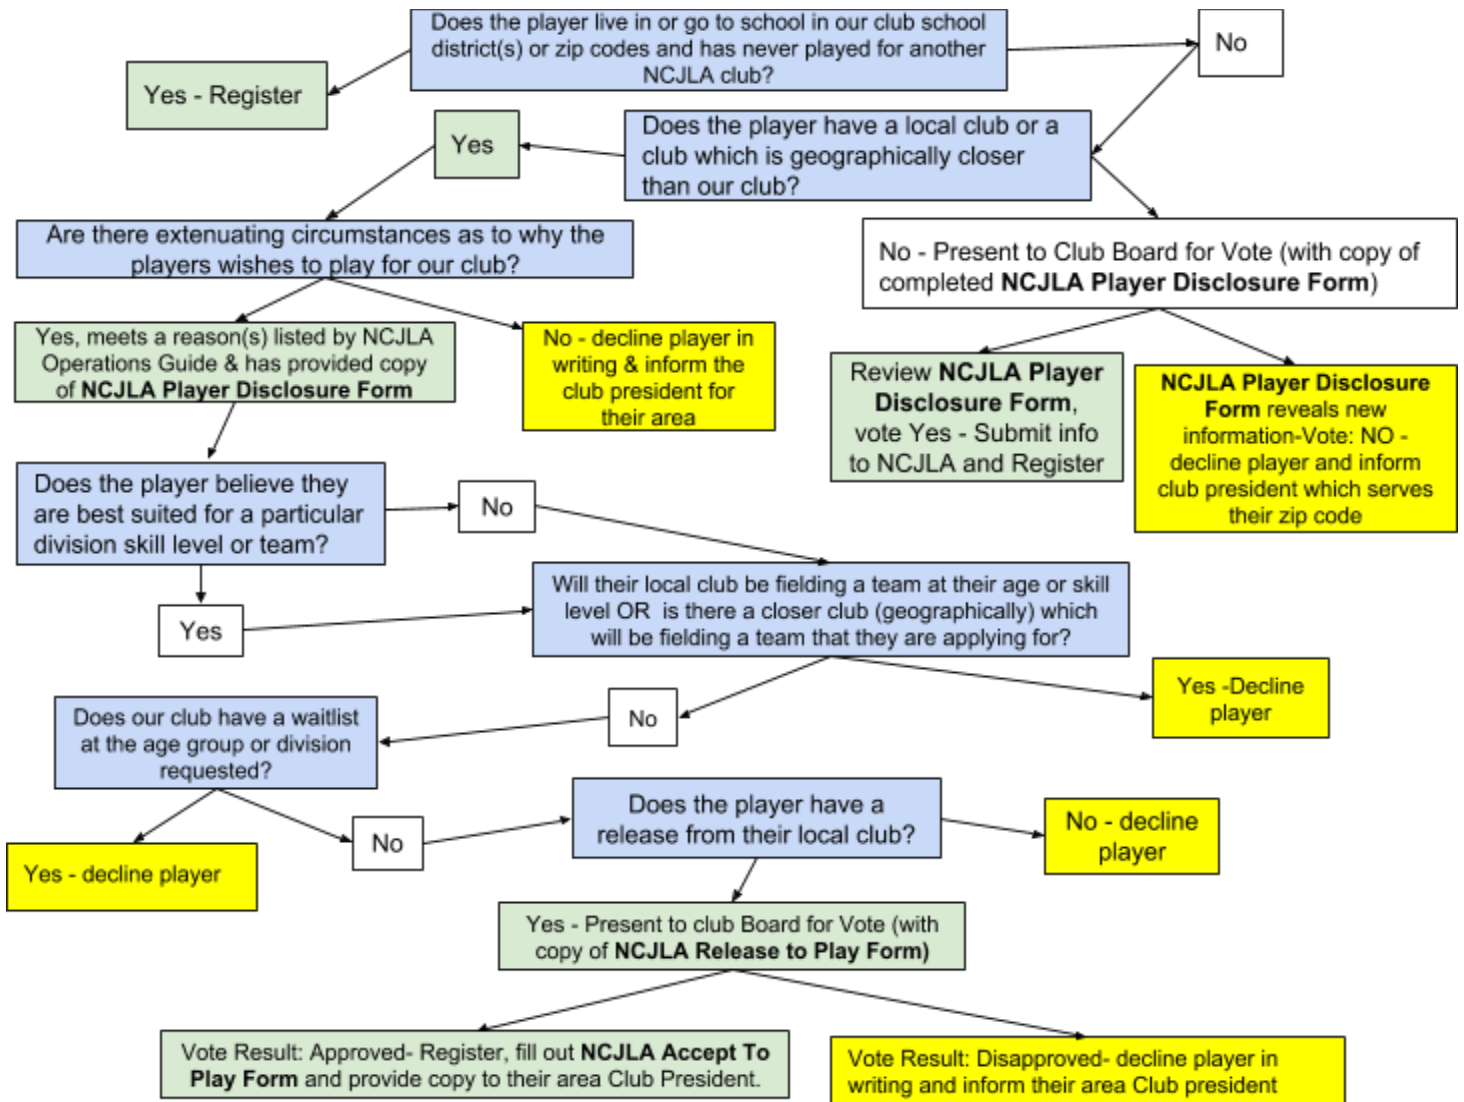 Does the player live in or go to school in our club school
district(s) or zip codes and has never played for another
NCJLA club?
No
Yes - Register
Yes
Does the player have a local club or a
club which is geographically closer
than our club?
Are there extenuating circumstances as to why the
players wishes to play for our club?
No - Present to Club Board for Vote (with copy of
completed NCJLA Player Disclosure Form)
Yes, meets a reason(s) listed by NCJLA
Operations Guide & has provided copy
of NCJLA Player Disclosure Form
No - decline player in
writing & inform the
club president for
their area
Review NCJLA Player
Disclosure Form,
vote Yes - Submit info
to NCJLA and Register
NCJLA Player Disclosure
Form reveals new
information-Vote: NO -
decline player and inform
club president which serves
their zip code
Does the player believe they
are best suited for a particular
division skill level or team?
No
Yes
Will their local club be fielding a team at their age or skill
level OR is there a closer club (geographically) which
will be fielding a team that they are applying for?
Yes -Decline
player
No
Does our club have a waitlist
at the age group or division
requested?
Yes - decline player
No
Does the player have a
release from their local club?
No - decline
player
Yes - Present to club Board for Vote (with
copy of NCJLA Release to Play Form)
Vote Result: Approved- Register, fill out NCJLA Accept To
Play Form and provide copy to their area Club President.
Vote Result: Disapproved- decline player in
writing and inform their area Club president